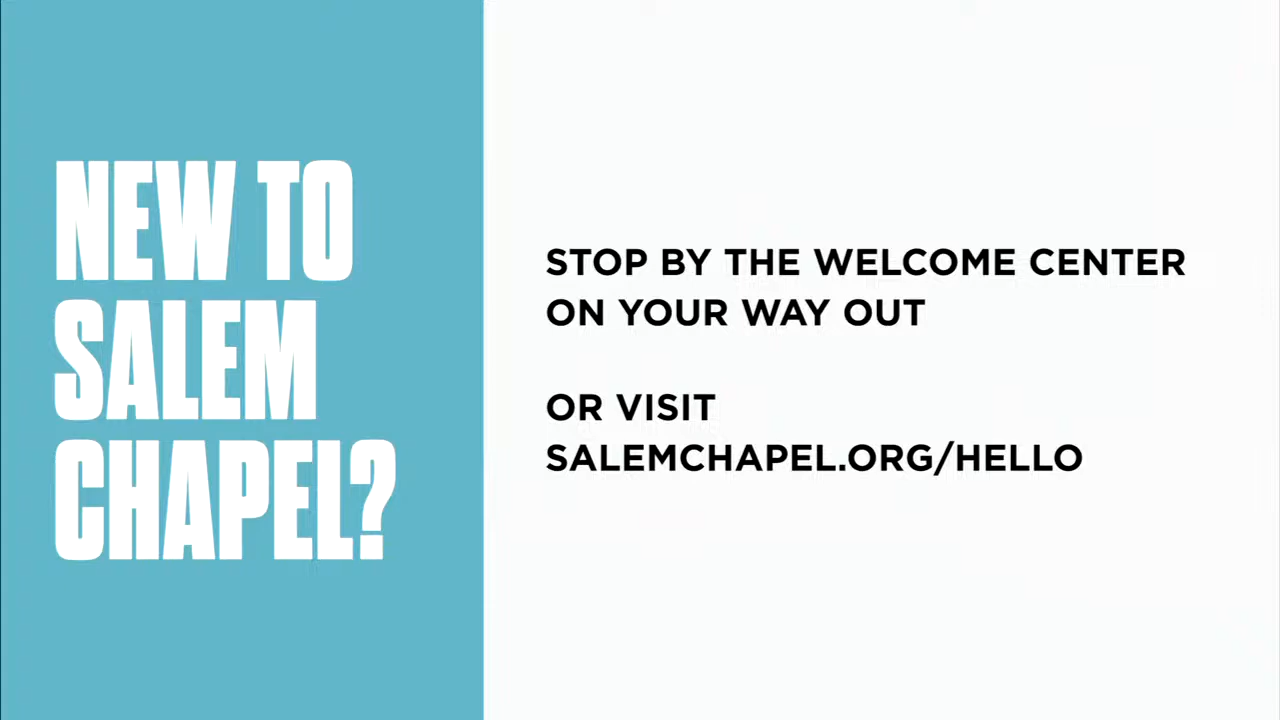 NEW TO
SALEM
CHAPEL?
STOP BY THE WELCOME CENTER
ON YOUR WAY OUT
OR VISIT
SALEMCHAPEL.ORG/HELLO